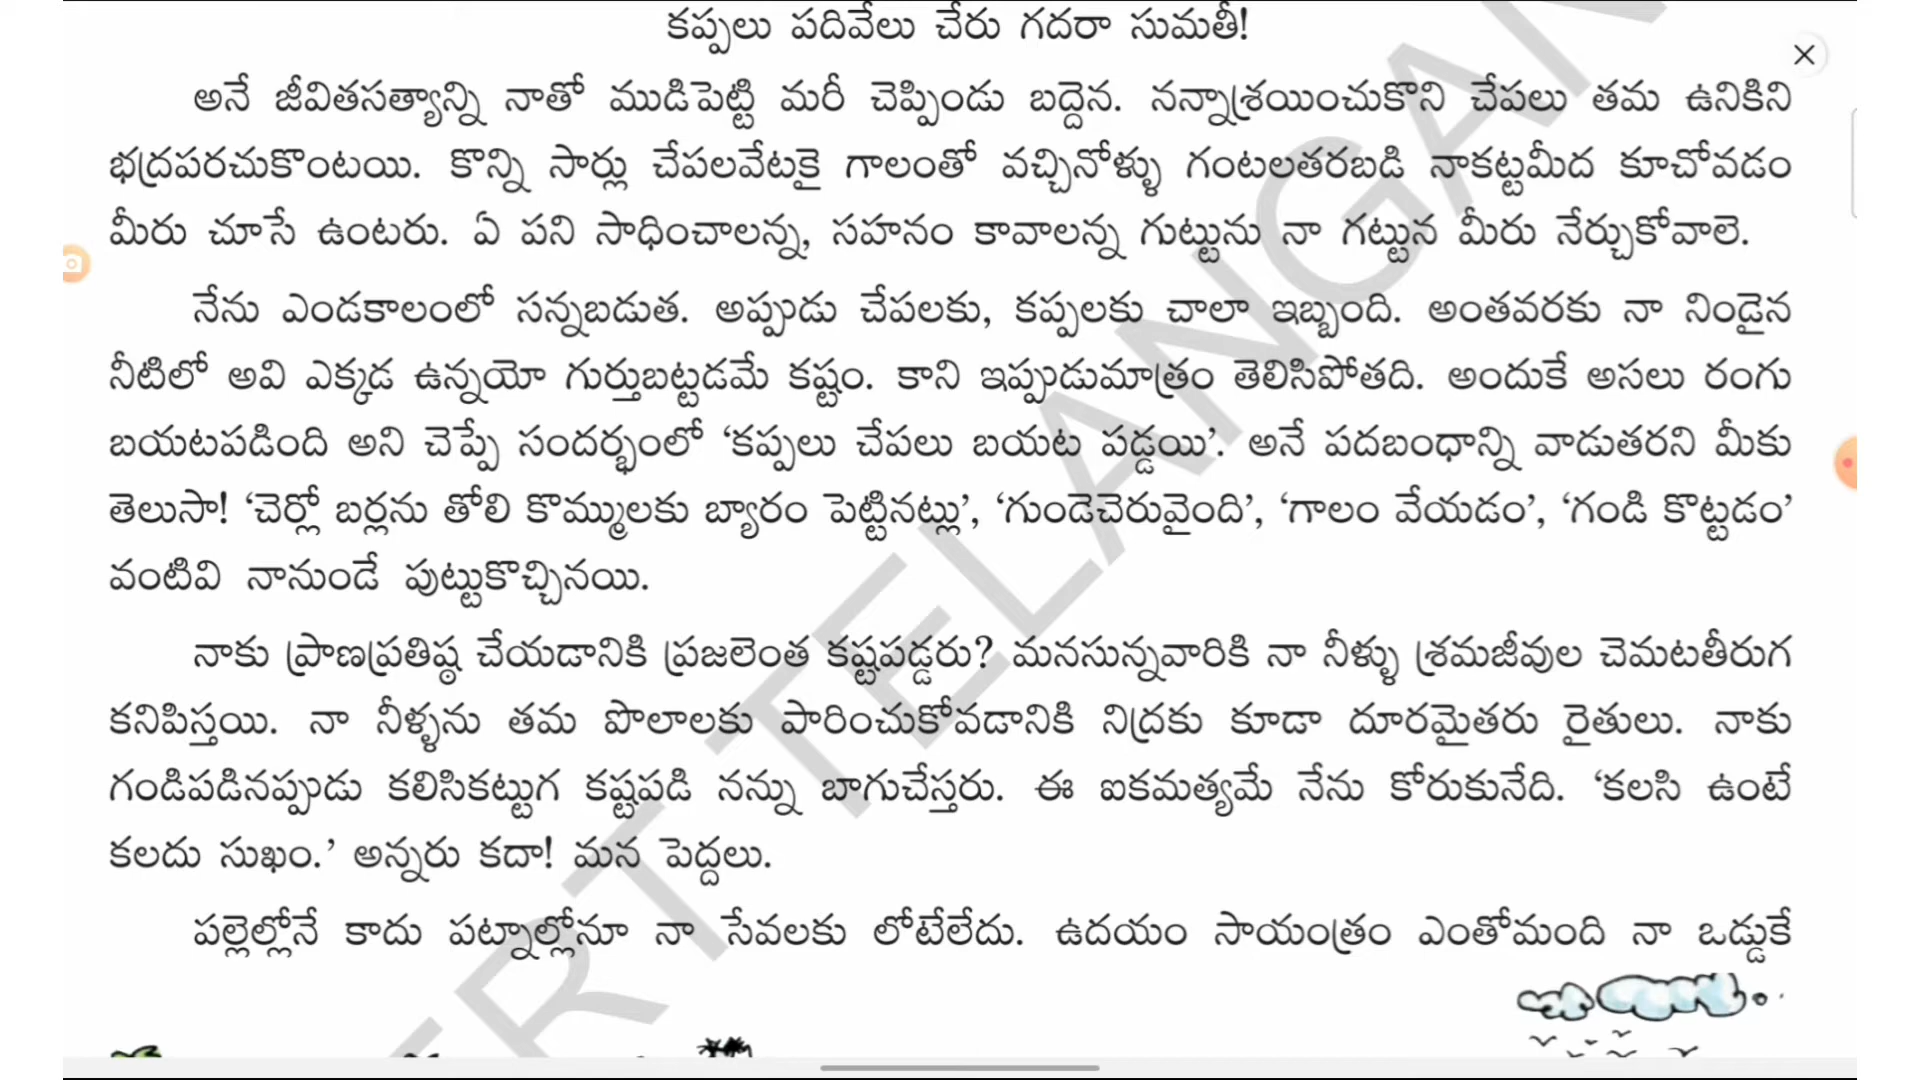 కప్పలు పదివేలు చేరు గదరా సుమతీ!
అనే జీవితసత్యాన్ని నాతో ముడిపెట్టి మరీ చెప్పిండు బద్దెన. నన్నాశ్రయించుకొని చేపలు తమ ఉనికిని
భద్రపరచుకొంటయి. కొన్ని సార్లు చేపలవేటకై గాలంతో వచ్చినోళ్ళు గంటలతరబడి నాకట్టమీద కూచోవడం
మీరు చూసే ఉంటరు. ఏ పని సాధించాలన్న, సహనం కావాలన్న గుట్టును నా గట్టున మీరు నేర్చుకోవాలె.
నేను ఎండకాలంలో సన్నబడుత. అప్పుడు చేపలకు, కప్పలకు చాలా ఇబ్బంది. అంతవరకు నా నిండైన
నీటిలో అవి ఎక్కడ ఉన్నయో గుర్తుబట్టడమే కష్టం. కాని ఇప్పుడుమాత్రం తెలిసిపోతది. అందుకే అసలు రంగు
బయటపడింది అని చెప్పే సందర్భంలో ‘కప్పలు చేపలు బయట పడ్డయి’. అనే పదబంధాన్ని వాడుతరని మీకు
తెలుసా! ‘చెర్లో బర్లను తోలి కొమ్ములకు బ్యారం పెట్టినట్లు’, ‘గుండెచెరువైంది’, ‘గాలం వేయడం’, ‘గండి కొట్టడం’
వంటివి నానుండే పుట్టుకొచ్చినయి.
నాకు ప్రాణప్రతిష్ఠ చేయడానికి ప్రజలెంత కష్టపడ్డరు? మనసున్నవారికి నా నీళ్ళు శ్రమజీవుల చెమటతీరుగ
కనిపిస్తయి. నా నీళ్ళను తమ పొలాలకు పారించుకోవడానికి నిద్రకు కూడా దూరమైతరు రైతులు. నాకు
గండిపడినప్పుడు కలిసికట్టుగ కష్టపడి నన్ను బాగుచేస్తరు. ఈ ఐకమత్యమే నేను కోరుకునేది. ‘కలసి ఉంటే
కలదు సుఖం.’ అన్నరు కదా! మన పెద్దలు.
పల్లెల్లోనే కాదు పట్నాల్లోనూ నా సేవలకు లోటేలేదు. ఉదయం సాయంత్రం ఎంతోమంది నా ఒడ్డుకే
ERT TELANGAN